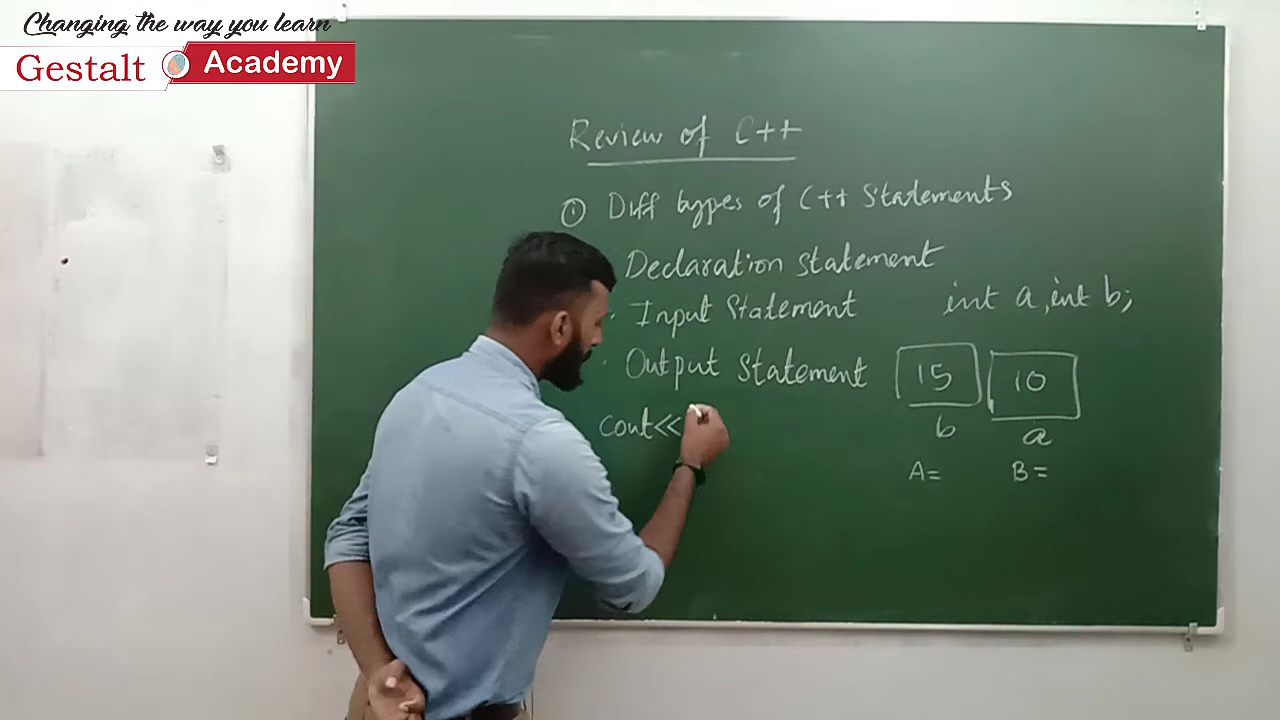 Changing the way you learn
Gestalt Academy
Review of C++
① Diff types of C++ Statements
· Declaration statement
· Input Statement int a, int b;
· Output Statement 15 10
cout<< b a
A= B=